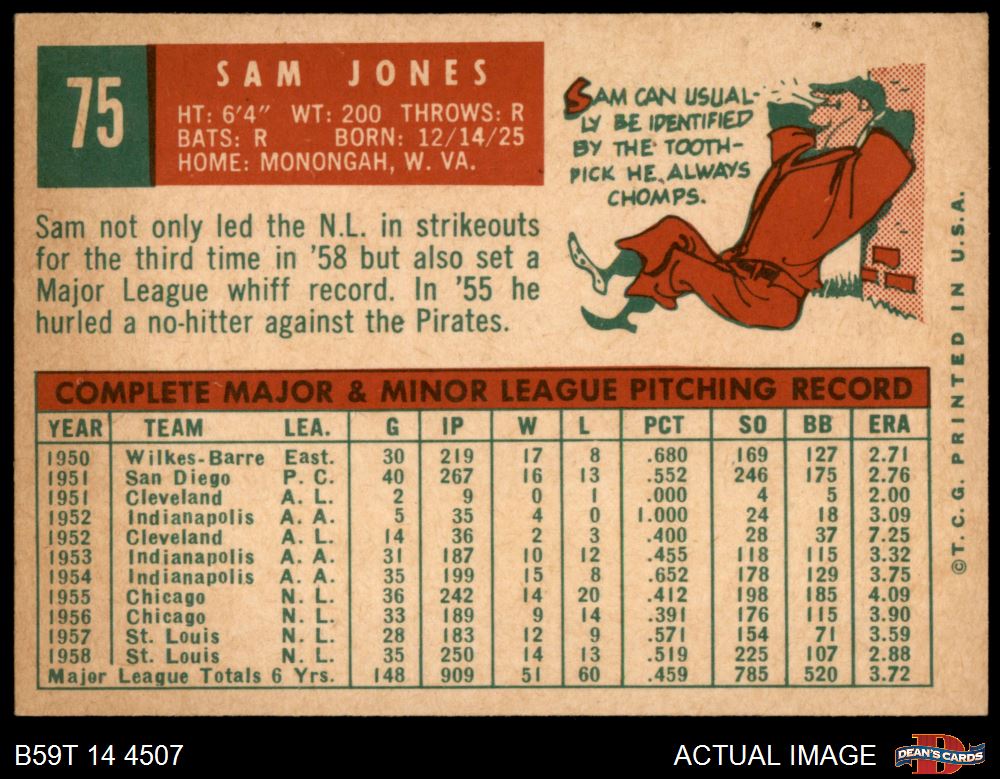 75
SAM JONES
HT: 6'4" WT: 200 THROWS: R
BATS: R BORN: 12/14/25
HOME: MONONGAH, W. VA.
SAM CAN USUAL-
LY BE IDENTIFIED
BY THE TOOTH-
PICK HE ALWAYS
CHOMPS.
Sam not only led the N.L. in strikeouts
for the third time in '58 but also set a
Major League whiff record. In '55 he
hurled a no-hitter against the Pirates.
COMPLETE MAJOR & MINOR LEAGUE PITCHING RECORD
YEAR TEAM LEA. G IP W L PCT SO BB ERA
1950 Wilkes-Barre East. 30 219 17 8 .680 169 127 2.71
1951 San Diego P. C. 40 267 16 13 .552 246 175 2.76
1951 Cleveland A. L. 2 9 0 1 .000 4 5 2.00
1952 Indianapolis A. A. 5 35 4 0 1.000 24 18 3.09
1952 Cleveland A. L. 14 36 2 3 .400 28 37 7.25
1953 Indianapolis A. A. 31 187 10 12 .455 118 115 3.32
1954 Indianapolis A. A. 35 199 15 8 .652 178 129 3.75
1955 Chicago N. L. 36 242 14 20 .412 198 185 4.09
1956 Chicago N. L. 33 189 9 14 .391 176 115 3.90
1957 St. Louis N. L. 28 183 12 9 .571 154 71 3.59
1958 St. Louis N. L. 35 250 14 13 .519 225 107 2.88
Major League Totals 6 Yrs. 148 909 51 60 .459 785 520 3.72
©T. C. G. PRINTED IN U.S.A.
B59T 14 4507
ACTUAL IMAGE
D
DEAN'S CARDS